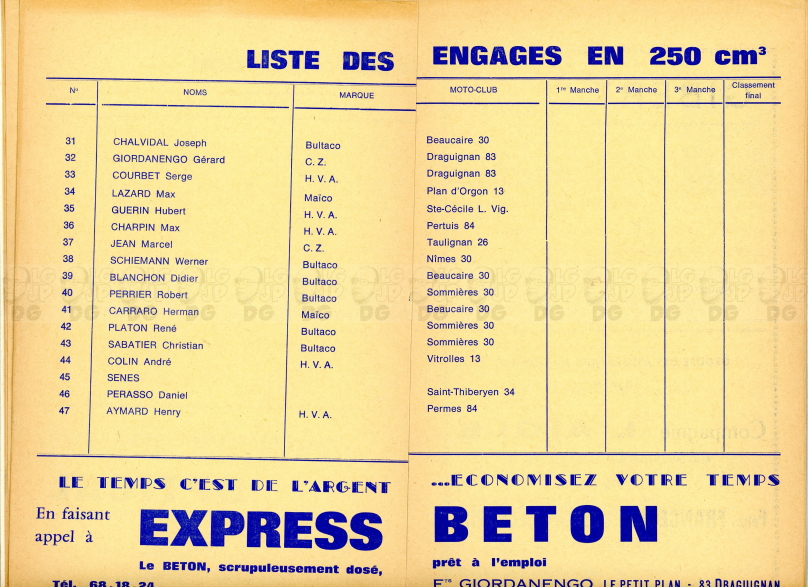 LISTE DES ENGAGES EN 250 cm³
N° NOMS MARQUE MOTO-CLUB 1re Manche 2e Manche 3e Manche Classement final
31 CHALVIDAL Joseph Bultaco Beaucaire 30
32 GIORDANENGO Gérard C. Z. Draguignan 83
33 COURBET Serge H. V. A. Draguignan 83
34 LAZARD Max Maïco Plan d'Orgon 13
35 GUERIN Hubert H. V. A. Ste-Cécile L. Vig.
36 CHARPIN Max H. V. A. Pertuis 84
37 JEAN Marcel C. Z. Taulignan 26
38 SCHIEMANN Werner Bultaco Nîmes 30
39 BLANCHON Didier Bultaco Beaucaire 30
40 PERRIER Robert Bultaco Sommières 30
41 CARRARO Herman Maïco Beaucaire 30
42 PLATON René Bultaco Sommières 30
43 SABATIER Christian Bultaco Sommières 30
44 COLIN André H. V. A. Vitrolles 13
45 SENES
46 PERASSO Daniel Saint-Thiberyen 34
47 AYMARD Henry H. V. A. Permes 84
LE TEMPS C'EST DE L'ARGENT ...ECONOMISEZ VOTRE TEMPS
En faisant
appel à
EXPRESS BETON
Le BETON, scrupuleusement dosé, prêt à l'emploi
Tél. 68.18.24 Ets GIORDANENGO LE PETIT PLAN - 83 DRAGUIGNAN